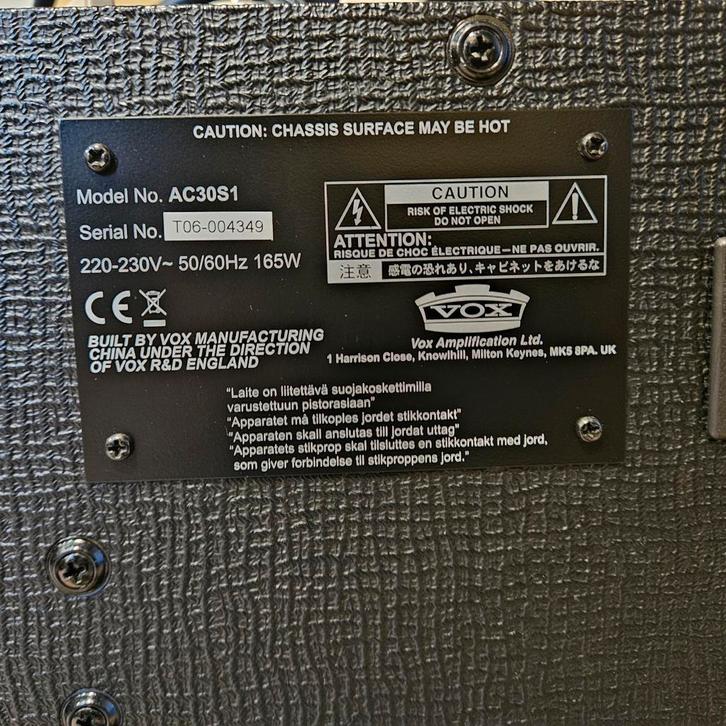 CAUTION: CHASSIS SURFACE MAY BE HOT
Model No. AC30S1
Serial No. T06-004349
220-230V~ 50/60Hz 165W
CE
BUILT BY VOX MANUFACTURING
CHINA UNDER THE DIRECTION
OF VOX R&D ENGLAND
CAUTION
RISK OF ELECTRIC SHOCK
DO NOT OPEN
ATTENTION:
RISQUE DE CHOC ÉLECTRIQUE—NE PAS OUVRIR.
注意 感電の恐れあり、キャビネットをあけるな
VOX
Vox Amplification Ltd.
1 Harrison Close, Knowlhill, Milton Keynes, MK5 8PA. UK
"Laite on liitettävä suojakoskettimilla
varustettuun pistoraslaan"
"Apparatet må tilkoples jordet stikkontakt"
"Apparaten skall anslutas till jordat uttag"
"Apparatets stikprop skal tilsluttes en stikkontakt med jord,
som giver forbindelse til stikproppens jord."